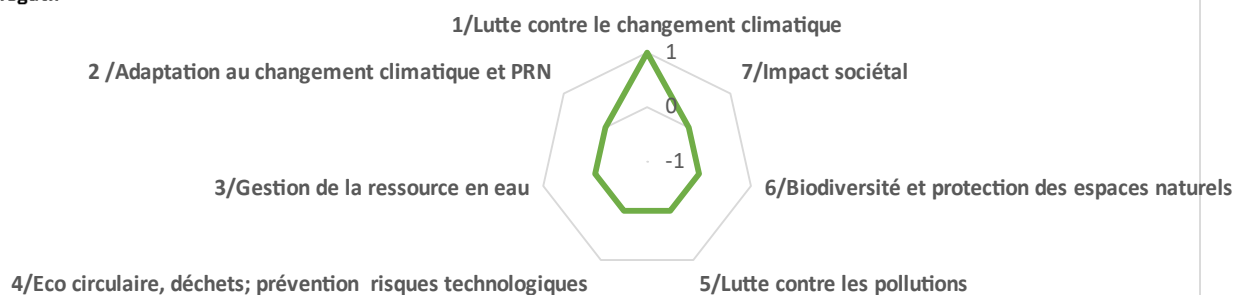 1/Lutte contre le changement climatique
1
2 /Adaptation au changement climatique et PRN
7/Impact sociétal
0
-1
3/Gestion de la ressource en eau
6/Biodiversité et protection des espaces naturels
4/Eco circulaire, déchets; prévention  risques technologiques
5/Lutte contre les pollutions